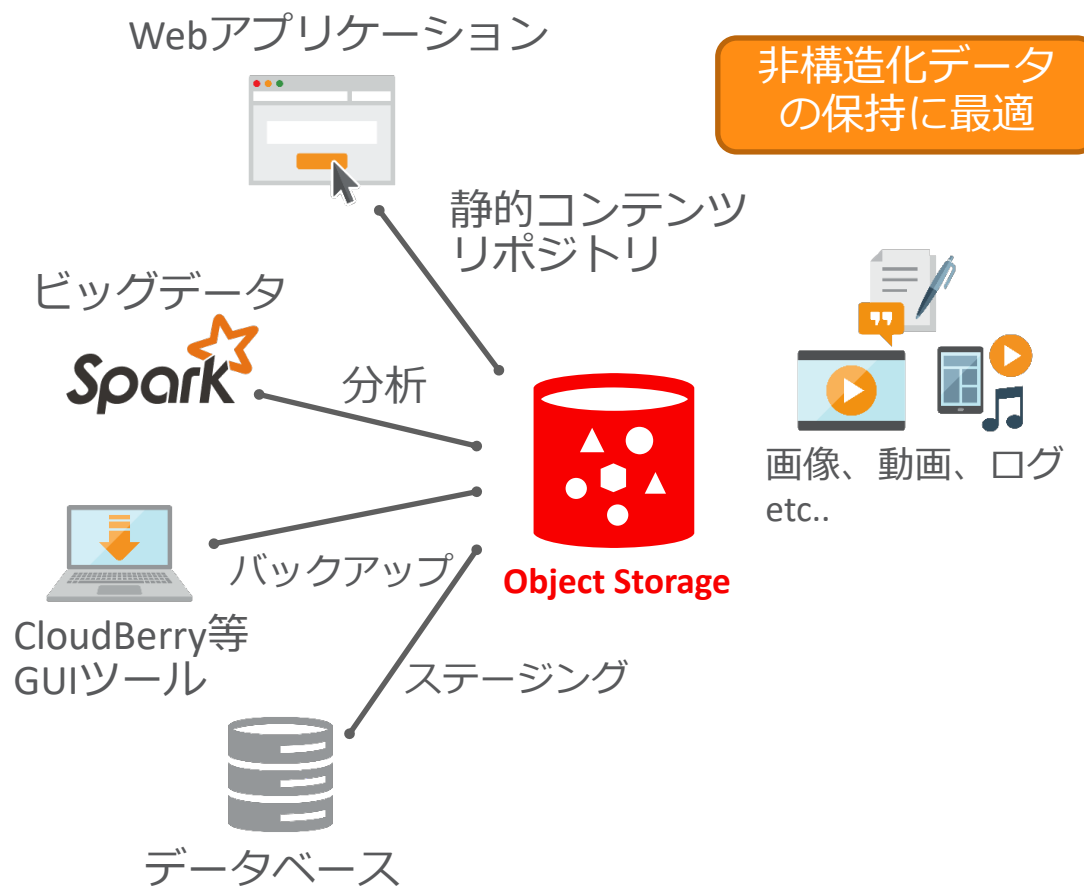 Webアプリケーション
非構造化データ
の保持に最適
静的コンテンツ
リポジトリ
ビッグデータ
Spark
分析
画像、動画、ログ
etc..
バックアップ
Object Storage
CloudBerry等
GUIツール
ステージング
データベース